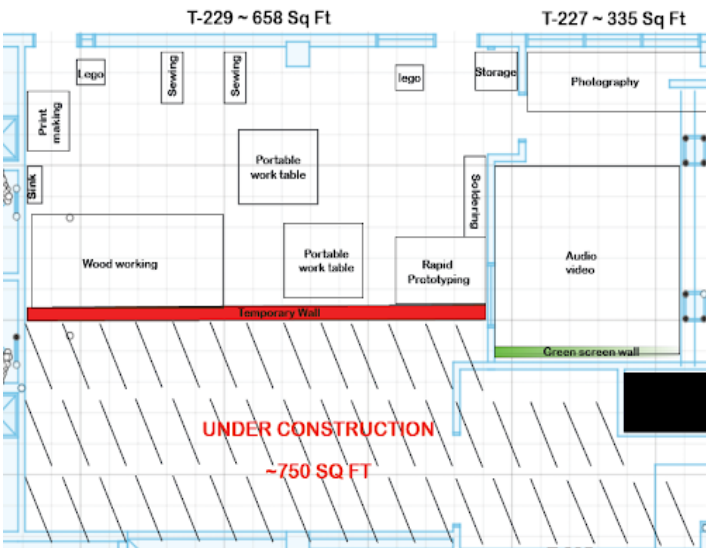 T-229 ~ 658 Sq Ft
T-227 ~ 335 Sq Ft
Lego
Sewing
Sewing
lego
Storage
Photography
Print
making
Portable
work table
Sink
Soldering
Wood working
Portable
work table
Rapid
Prototyping
Audio
video
Temporary Wall
Green screen wall
UNDER CONSTRUCTION
~750 SQ FT